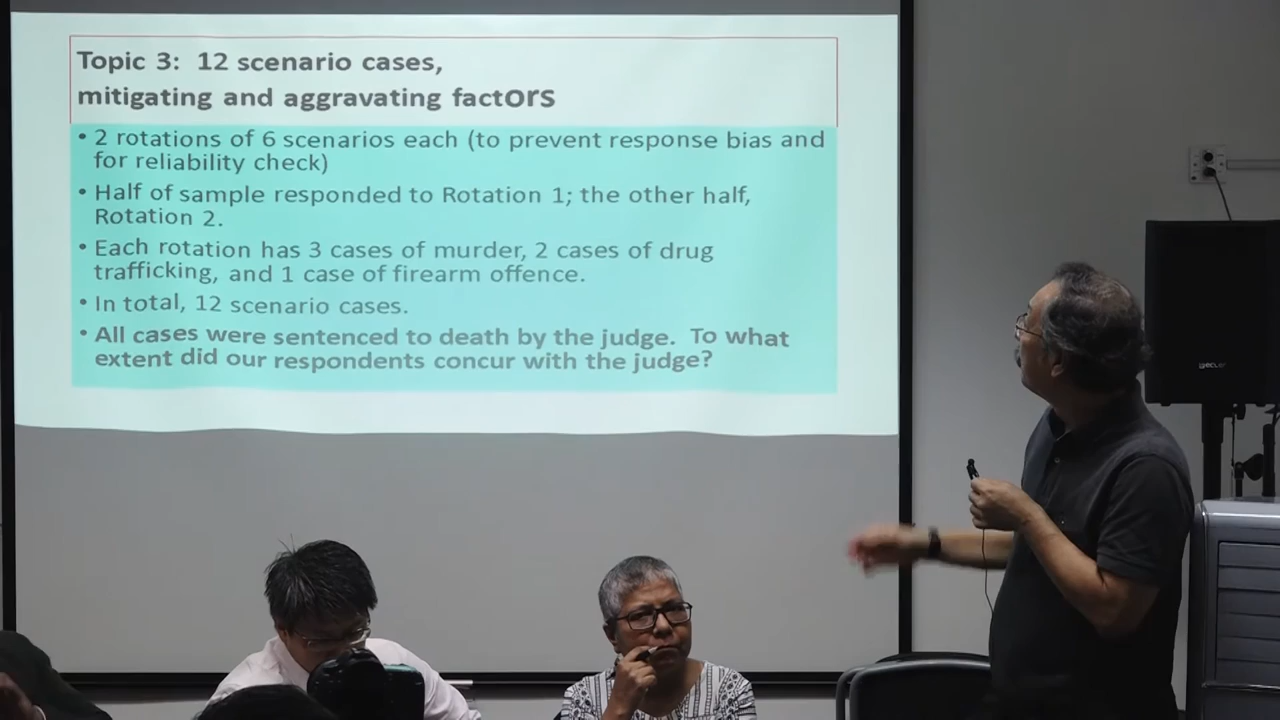 Topic 3: 12 scenario cases,
mitigating and aggravating factors
• 2 rotations of 6 scenarios each (to prevent response bias and
for reliability check)
• Half of sample responded to Rotation 1; the other half,
Rotation 2.
• Each rotation has 3 cases of murder, 2 cases of drug
trafficking, and 1 case of firearm offence.
• In total, 12 scenario cases.
• All cases were sentenced to death by the judge. To what
extent did our respondents concur with the judge?